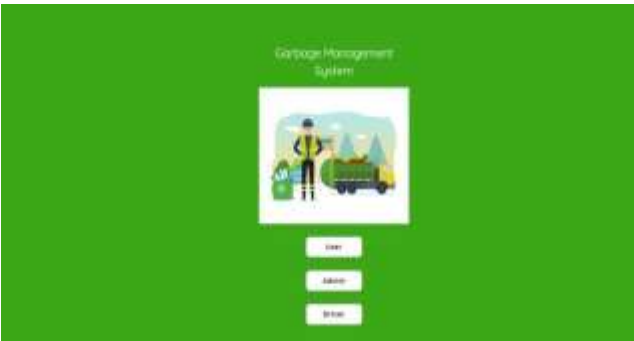 Garbage Management
System
User
Admin
Driver